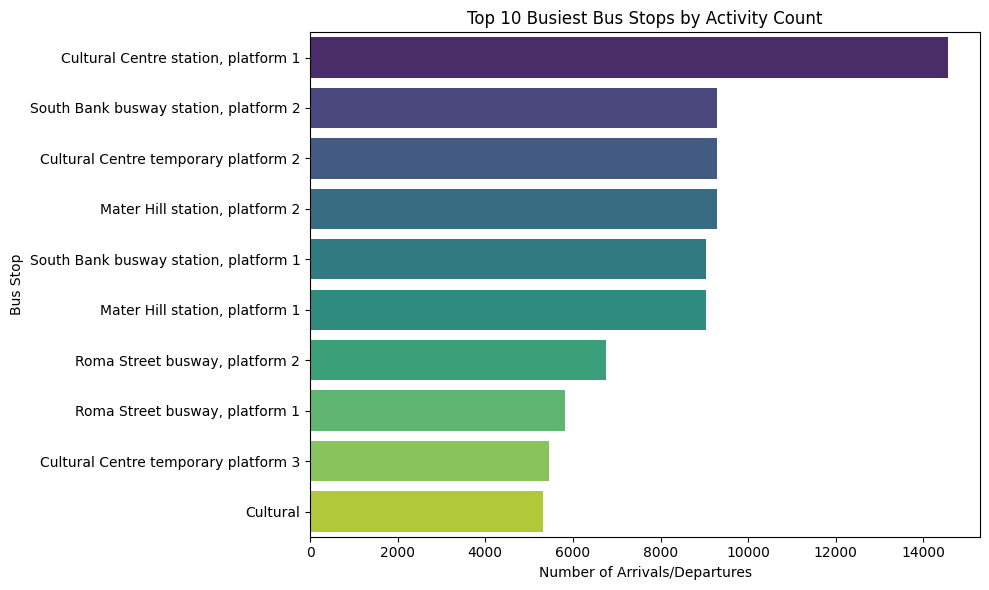 Top 10 Busiest Bus Stops by Activity Count
Cultural Centre station, platform 1
South Bank busway station, platform 2
Cultural Centre temporary platform 2
Mater Hill station, platform 2
South Bank busway station, platform 1
Mater Hill station, platform 1
Roma Street busway, platform 2
Roma Street busway, platform 1
Cultural Centre temporary platform 3
Cultural
Bus Stop
0 2000 4000 6000 8000 10000 12000 14000
Number of Arrivals/Departures